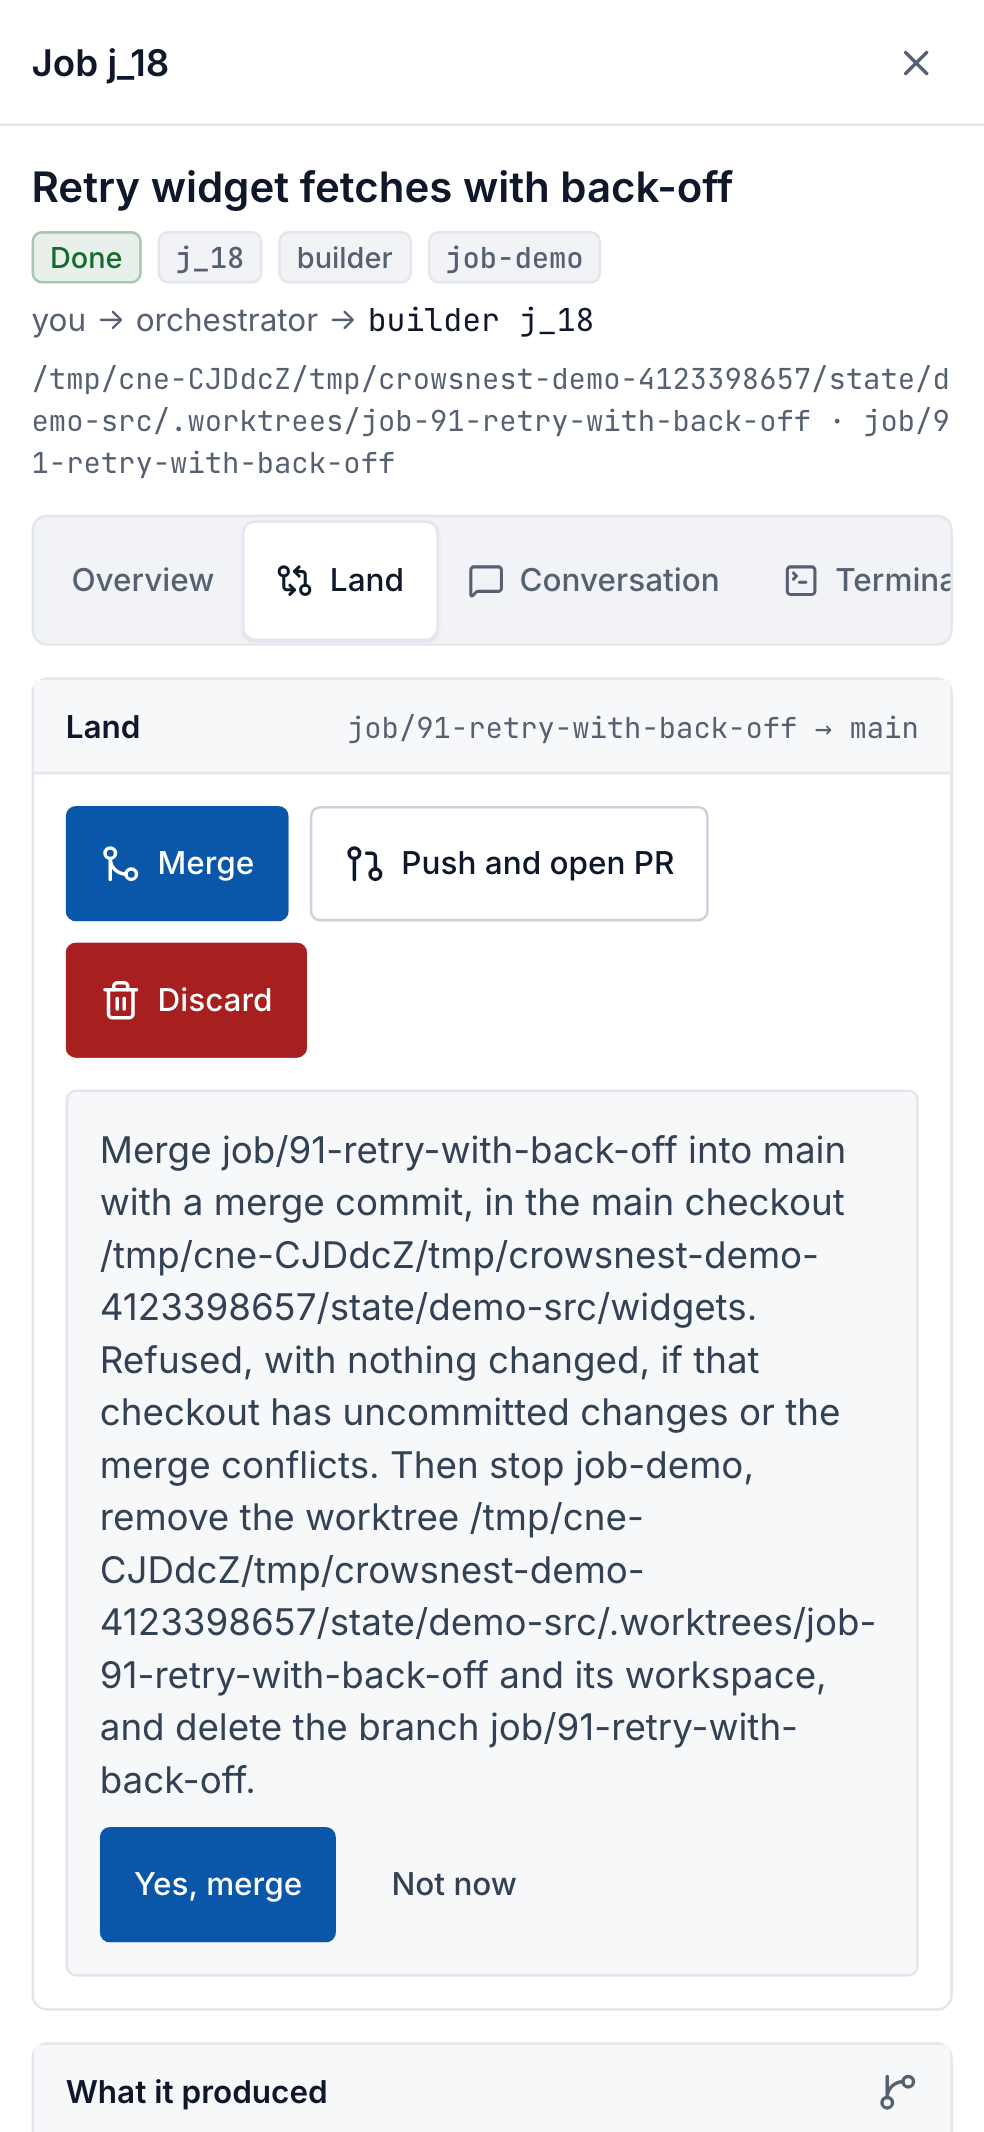 Job j_18
Retry widget fetches with back-off
Done j_18 builder job-demo
you → orchestrator → builder j_18
/tmp/cne-CJDdcZ/tmp/crowsnest-demo-4123398657/state/d
emo-src/.worktrees/job-91-retry-with-back-off · job/9
1-retry-with-back-off
Overview Land Conversation Termina
Land job/91-retry-with-back-off → main
Merge Push and open PR
Discard
Merge job/91-retry-with-back-off into main
with a merge commit, in the main checkout
/tmp/cne-CJDdcZ/tmp/crowsnest-demo-
4123398657/state/demo-src/widgets.
Refused, with nothing changed, if that
checkout has uncommitted changes or the
merge conflicts. Then stop job-demo,
remove the worktree /tmp/cne-
CJDdcZ/tmp/crowsnest-demo-
4123398657/state/demo-src/.worktrees/job-
91-retry-with-back-off and its workspace,
and delete the branch job/91-retry-with-
back-off.
Yes, merge Not now
What it produced